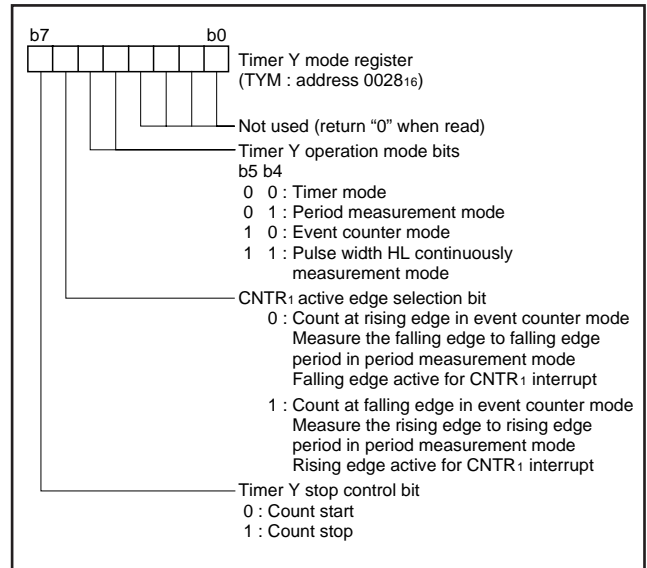 b7 b0
Timer Y mode register
(TYM : address 002816)
Not used (return “0” when read)
Timer Y operation mode bits
b5 b4
0 0 : Timer mode
0 1 : Period measurement mode
1 0 : Event counter mode
1 1 : Pulse width HL continuously
measurement mode
CNTR1 active edge selection bit
0 : Count at rising edge in event counter mode
Measure the falling edge to falling edge
period in period measurement mode
Falling edge active for CNTR1 interrupt
1 : Count at falling edge in event counter mode
Measure the rising edge to rising edge
period in period measurement mode
Rising edge active for CNTR1 interrupt
Timer Y stop control bit
0 : Count start
1 : Count stop